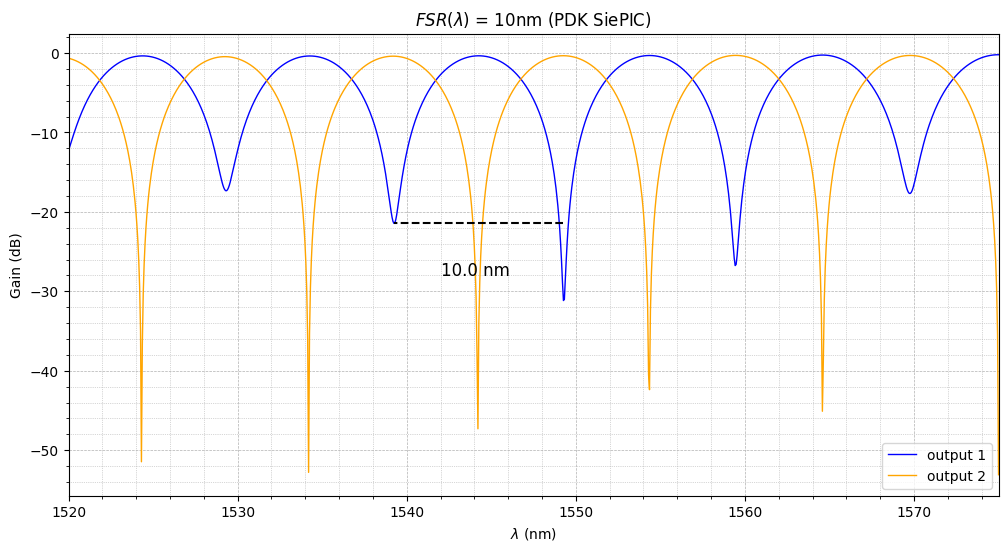 FSR(λ) = 10nm (PDK SiePIC)
Gain (dB)
0
−10
−20
−30
−40
−50
10.0 nm
output 1
output 2
1520 1530 1540 1550 1560 1570
λ (nm)